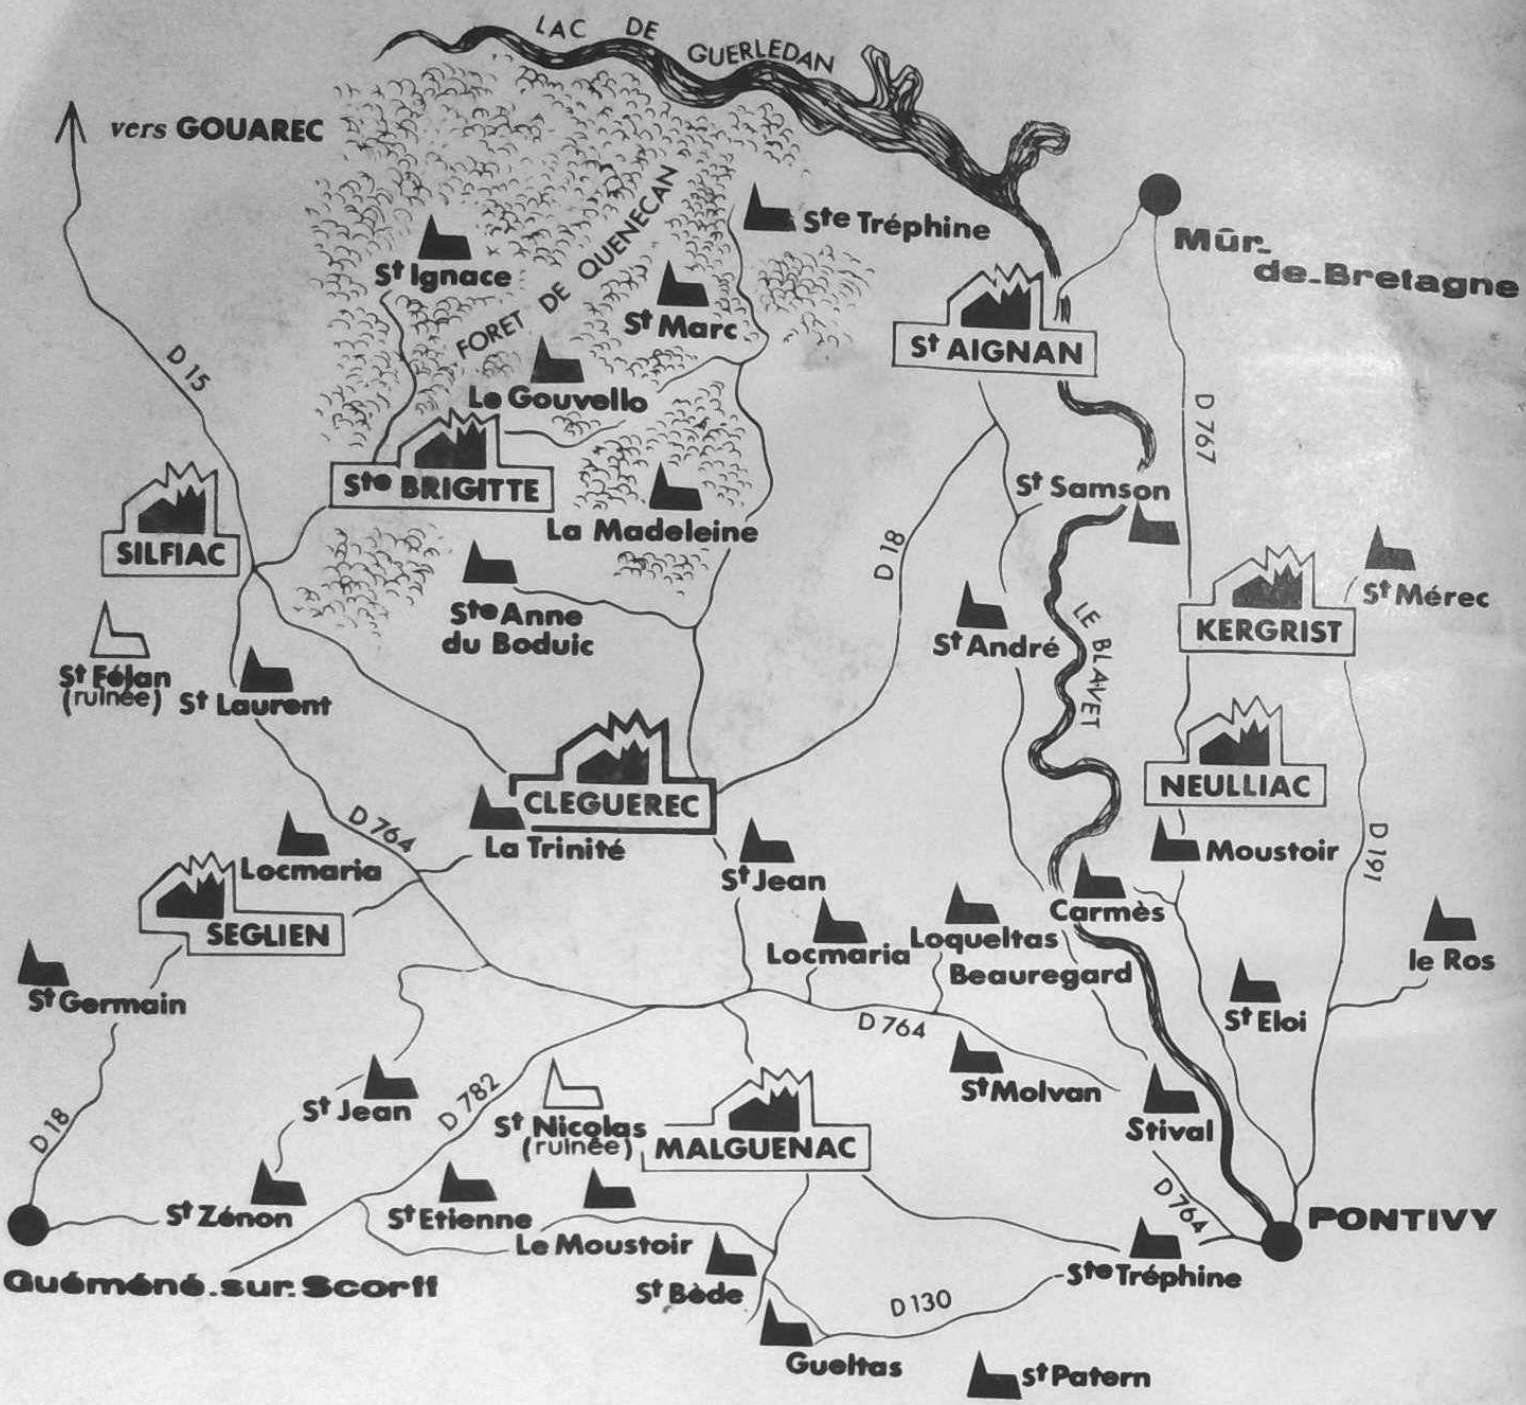 LAC DE
GUERLEDAN
vers GOUAREC
Ste Tréphine
Mûr-
de-Bretagne
St Ignace
FORET DE QUENECAN
St Marc
St AIGNAN
D 15
Le Gouvello
D 767
Ste BRIGITTE
St Samson
SILFIAC
La Madeleine
D 18
St Mérec
Ste Anne
du Boduic
KERGRIST
St André
LE BLAVET
St Félan
(ruinée)
St Laurent
NEULLIAC
CLEGUEREC
D 764
La Trinité
Moustoir
D 191
Locmaria
St Jean
Carmès
SEGLIEN
Locmaria
Loqueltas
Beauregard
le Ros
St Germain
St Eloi
D 764
St Molvan
D 18
St Jean
D 782
St Nicolas
(ruinée)
MALGUENAC
Stival
St Zénon
St Etienne
D 764
PONTIVY
Le Moustoir
Guéméné.sur.Scorff
St Bède
Ste Tréphine
D 130
Gueltas
St Patern